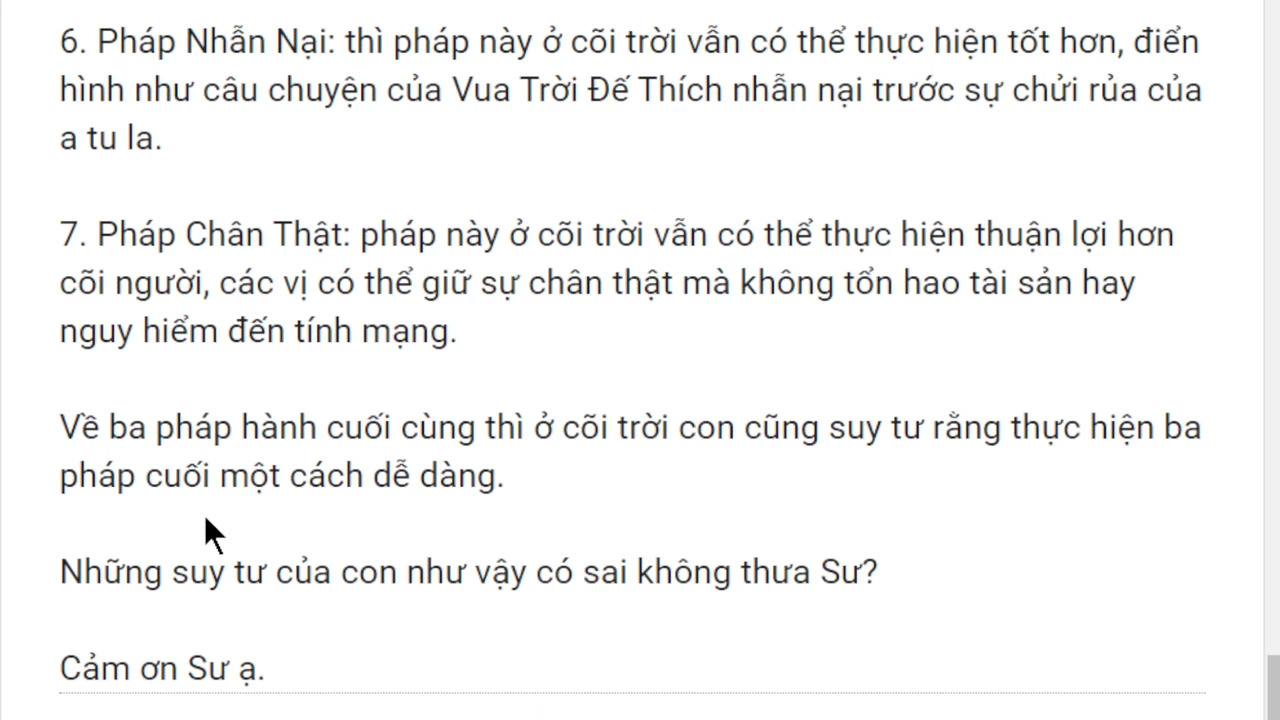 6. Pháp Nhẫn Nại: thì pháp này ở cõi trời vẫn có thể thực hiện tốt hơn, điển
hình như câu chuyện của Vua Trời Đế Thích nhẫn nại trước sự chửi rủa của
a tu la.
7. Pháp Chân Thật: pháp này ở cõi trời vẫn có thể thực hiện thuận lợi hơn
cõi người, các vị có thể giữ sự chân thật mà không tổn hao tài sản hay
nguy hiểm đến tính mạng.
Về ba pháp hành cuối cùng thì ở cõi trời con cũng suy tư rằng thực hiện ba
pháp cuối một cách dễ dàng.
Những suy tư của con như vậy có sai không thưa Sư?
Cảm ơn Sư ạ.